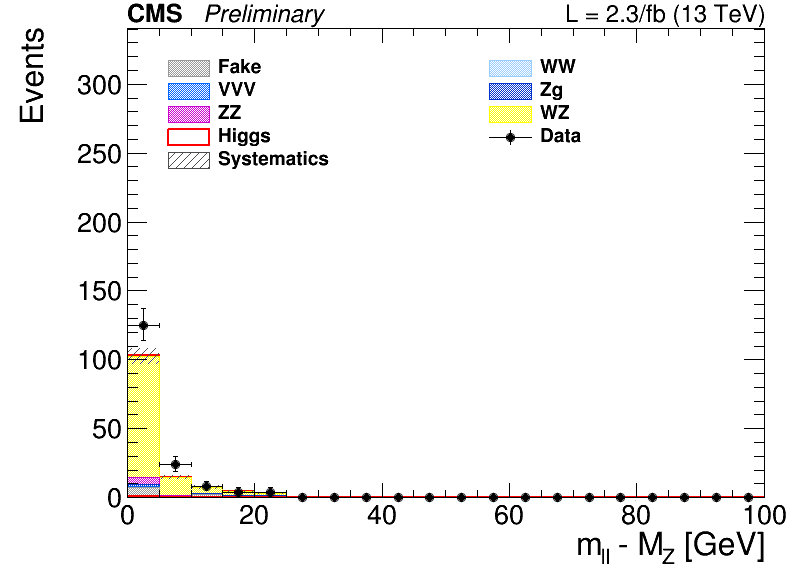 CMS Preliminary L = 2.3/fb (13 TeV)
Events
Fake WW
VVV Zg
ZZ WZ
Higgs Data
Systematics
300
250
200
150
100
50
0
0 20 40 60 80 100
m_ll - M_Z [GeV]